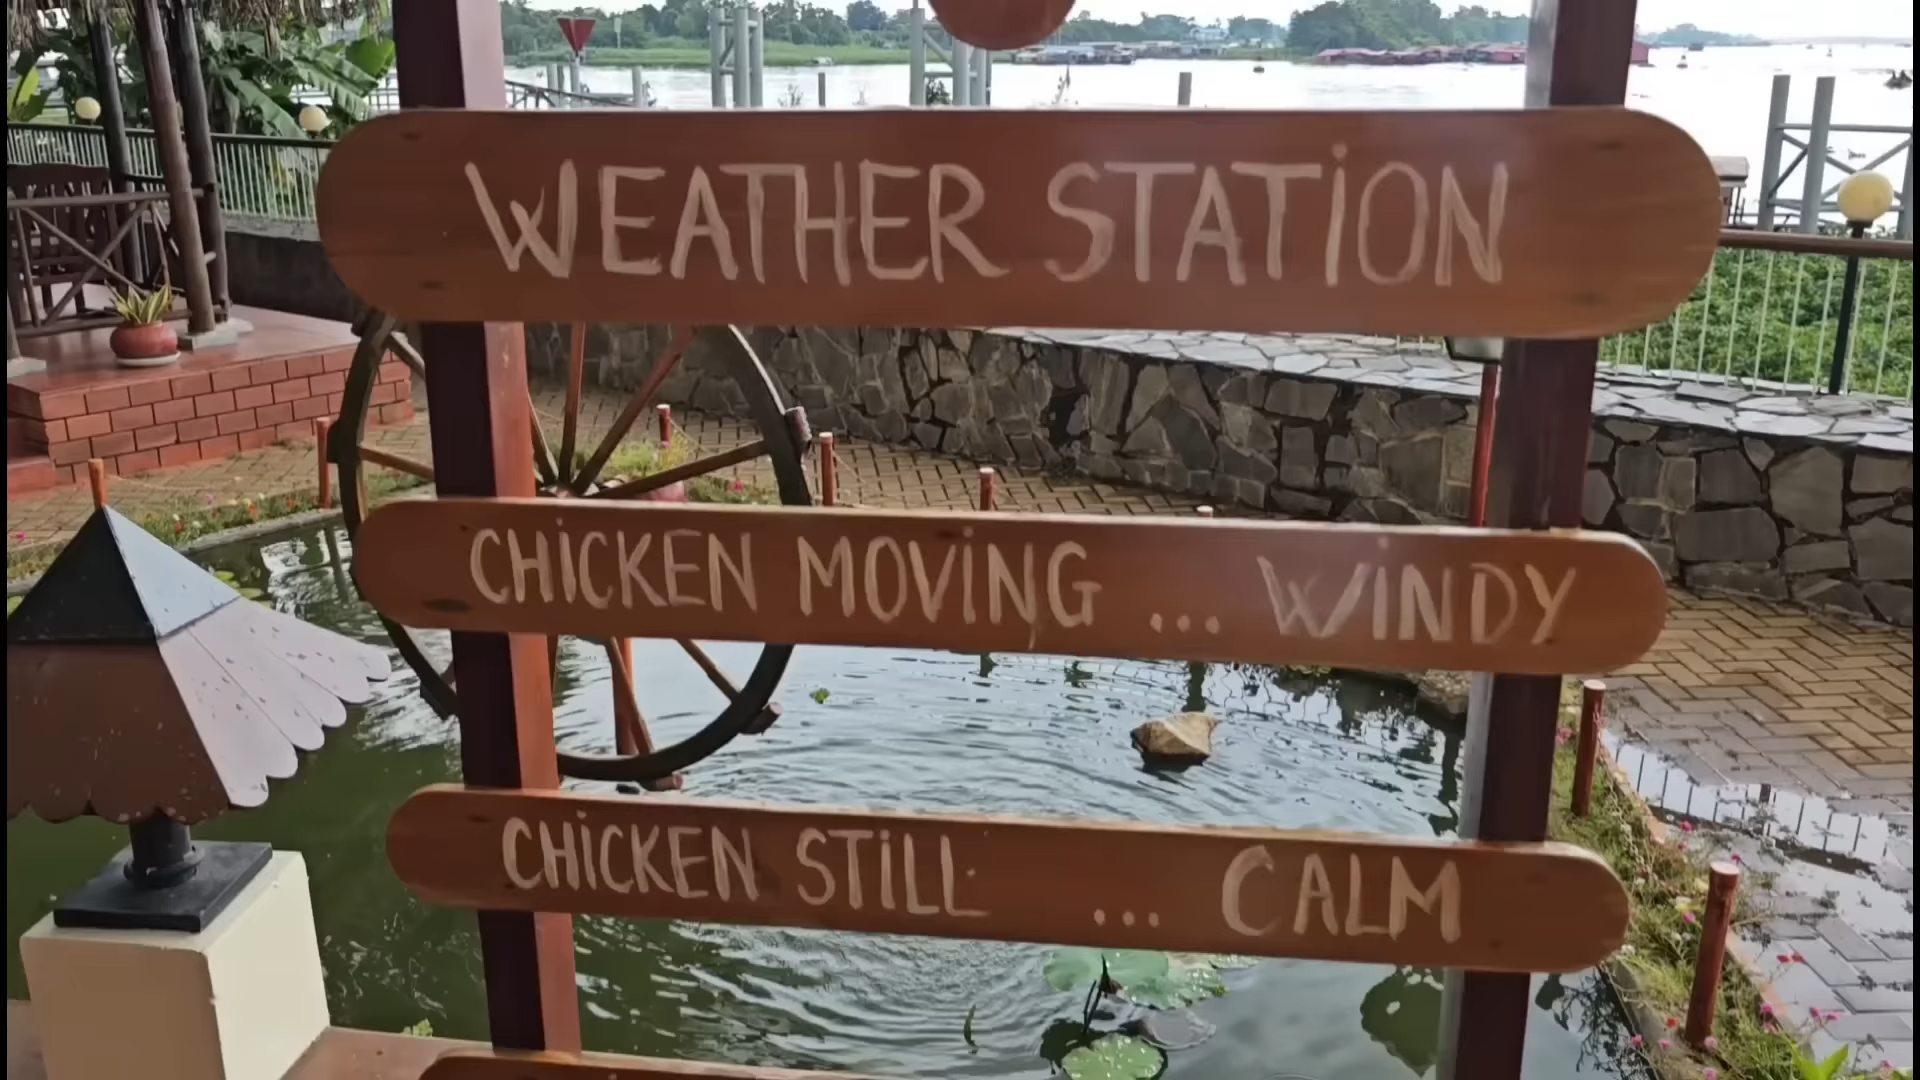 WEATHER STATION
CHICKEN MOVING ... WINDY
CHICKEN STILL ... CALM